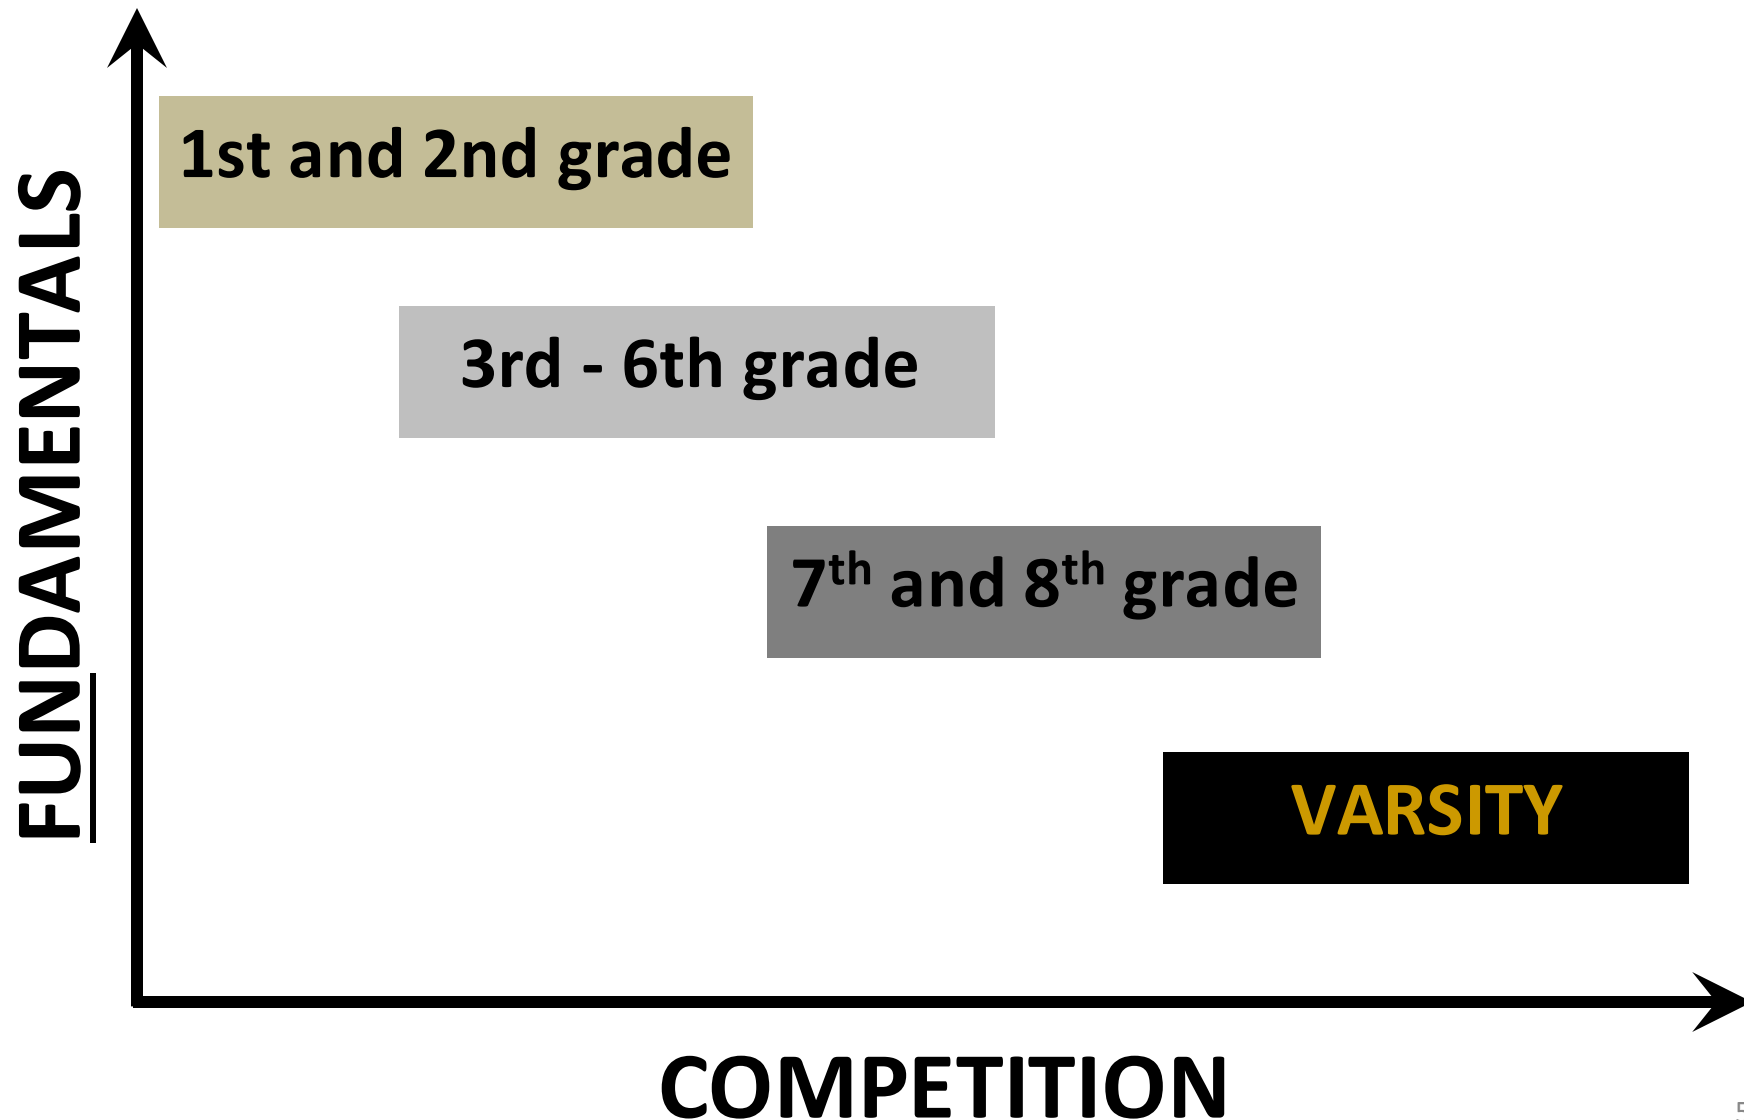 FUNDAMENTALS
1st and 2nd grade
3rd - 6th grade
7th and 8th grade
VARSITY
COMPETITION